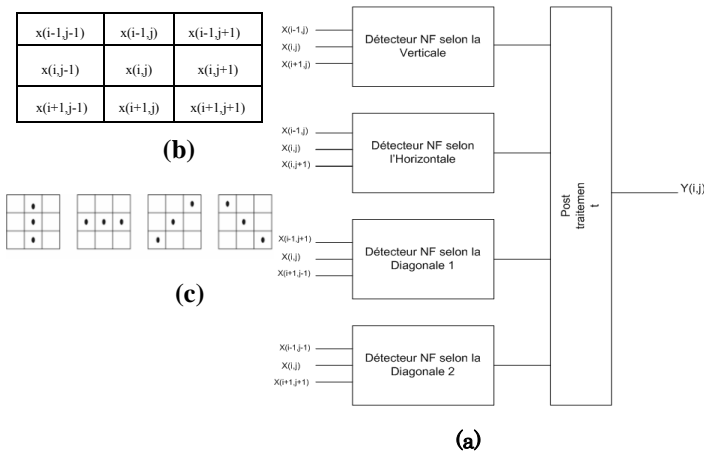 x(i-1,j-1) x(i-1,j) x(i-1,j+1)
x(i,j-1) x(i,j) x(i,j+1)
x(i+1,j-1) x(i+1,j) x(i+1,j+1)
(b)
(c)
X(i-1,j)
X(i,j)
X(i+1,j)
Détecteur NF selon la
Verticale
X(i-1,j)
X(i,j)
X(i,j+1)
Détecteur NF selon
l'Horizontale
X(i-1,j+1)
X(i,j)
X(i+1,j-1)
Détecteur NF selon la
Diagonale 1
X(i-1,j-1)
X(i,j)
X(i+1,j+1)
Détecteur NF selon la
Diagonale 2
Post
traitemen
t
Y(i,j)
(a)